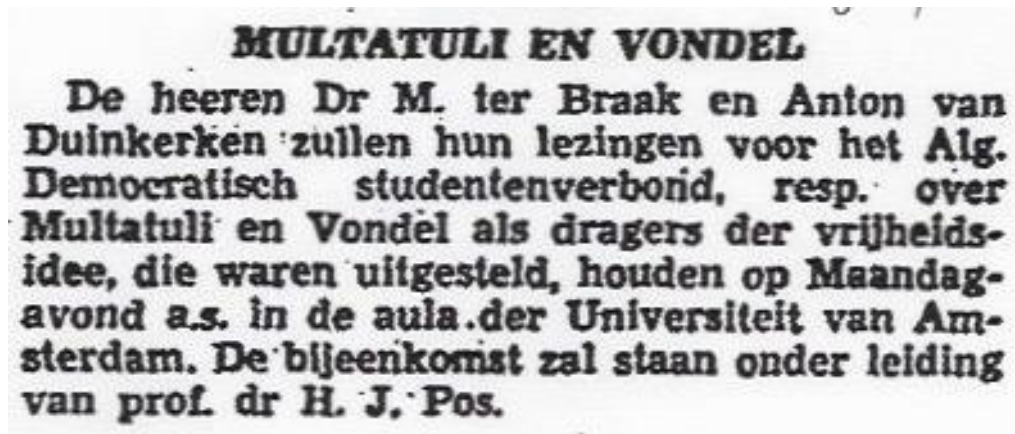 MULTATULI EN VONDEL
De heeren Dr M. ter Braak en Anton van
Duinkerken zullen hun lezingen voor het Alg.
Democratisch studentenverbond, resp. over
Multatuli en Vondel als dragers der vrijheids-
idee, die waren uitgesteld, houden op Maandag-
avond a.s. in de aula der Universiteit van Am-
sterdam. De bijeenkomst zal staan onder leiding
van prof. dr H. J. Pos.